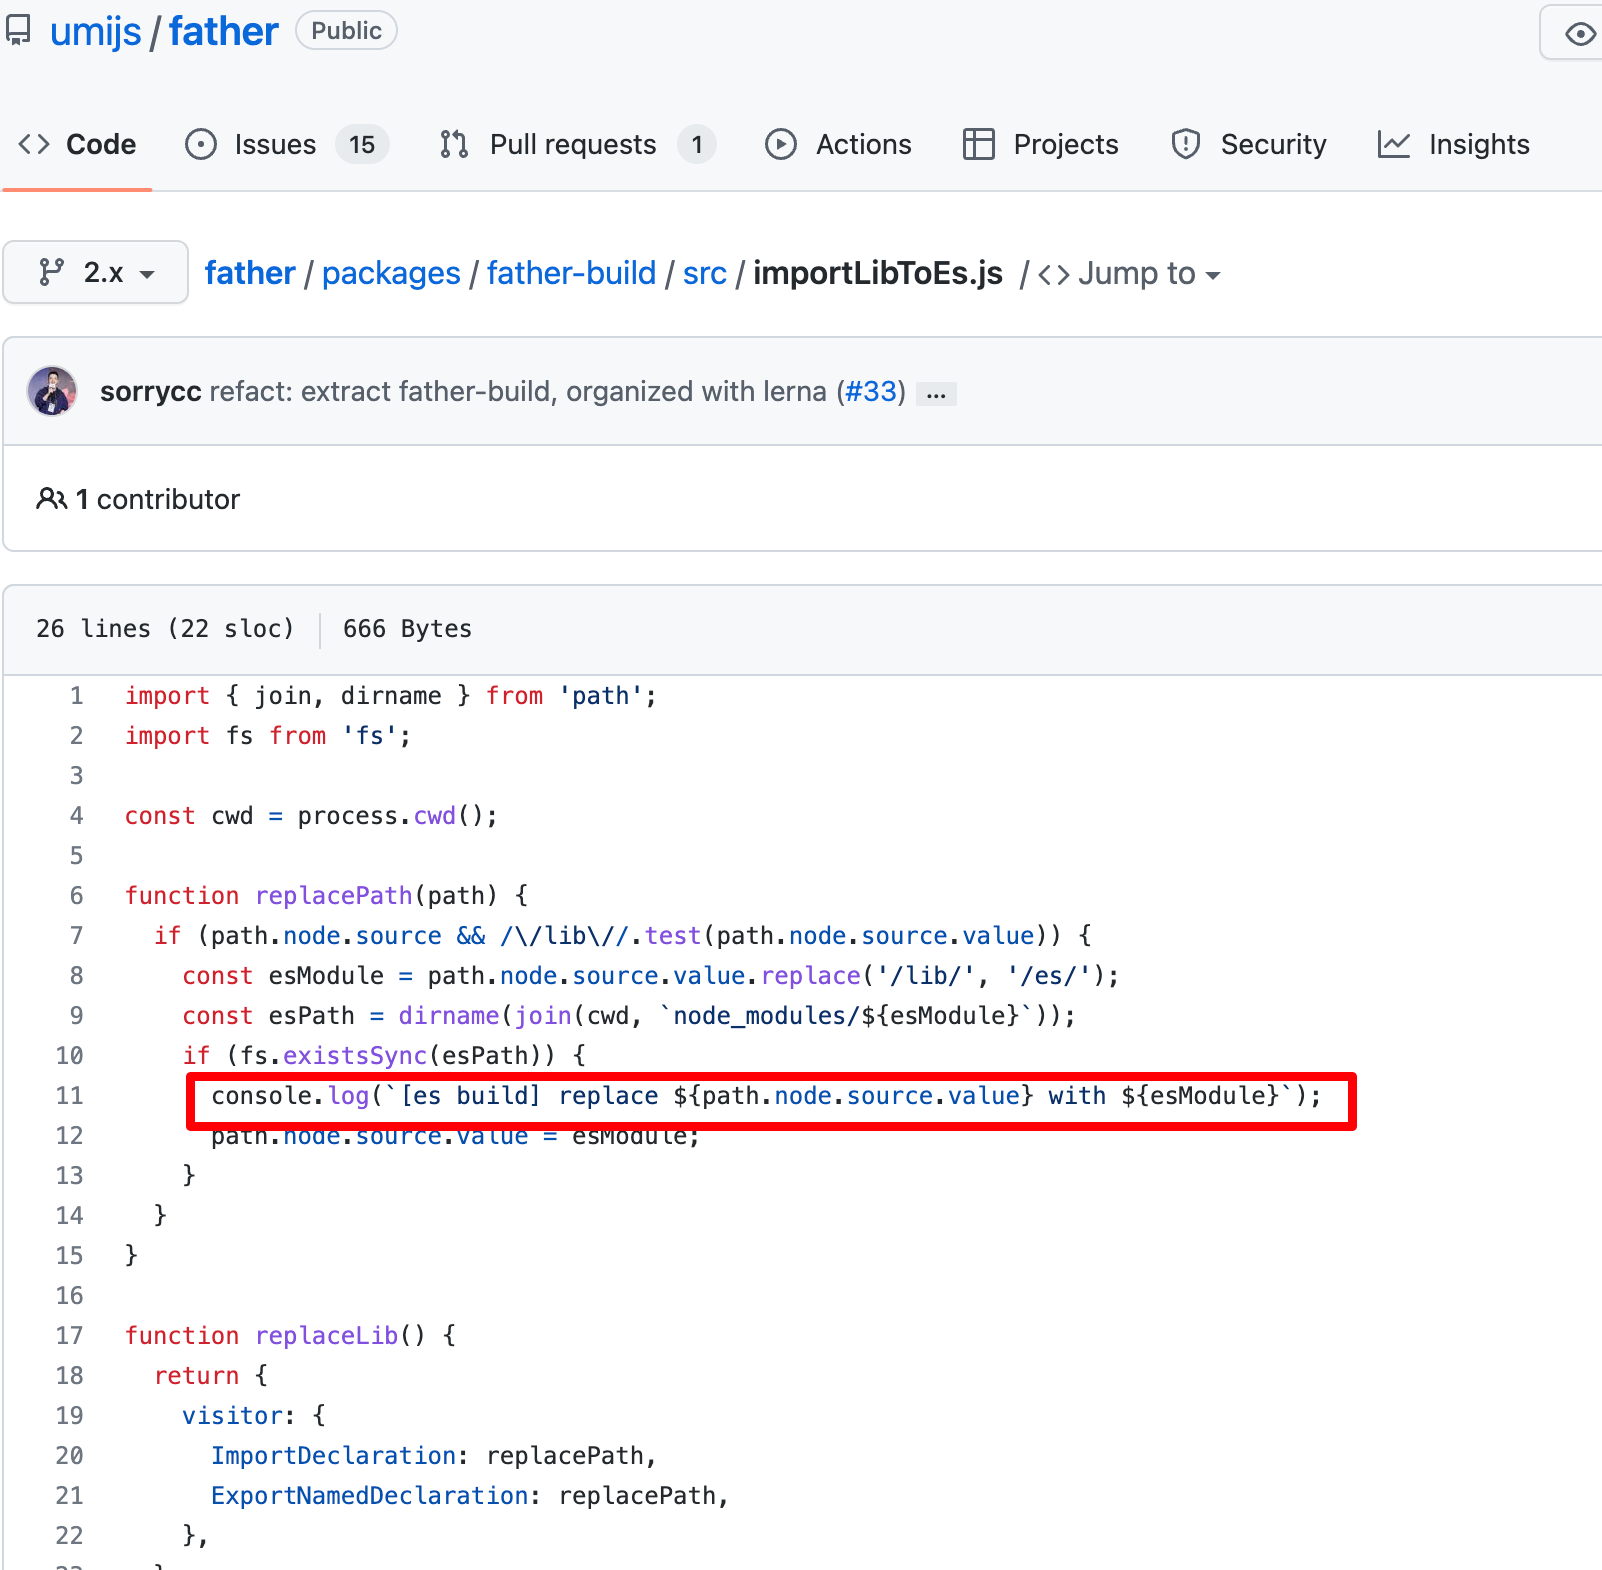 umijs / father Public
Code Issues 15 Pull requests 1 Actions Projects Security Insights
2.x father / packages / father-build / src / importLibToEs.js / <> Jump to
sorrycc refact: extract father-build, organized with lerna (#33) ...
1 contributor
26 lines (22 sloc) 666 Bytes
1 import { join, dirname } from 'path';
2 import fs from 'fs';
3
4 const cwd = process.cwd();
5
6 function replacePath(path) {
7   if (path.node.source && /\/lib\//.test(path.node.source.value)) {
8     const esModule = path.node.source.value.replace('/lib/', '/es/');
9     const esPath = dirname(join(cwd, `node_modules/${esModule}`));
10     if (fs.existsSync(esPath)) {
11       console.log(`[es build] replace ${path.node.source.value} with ${esModule}`);
12       path.node.source.value = esModule;
13     }
14   }
15 }
16
17 function replaceLib() {
18   return {
19     visitor: {
20       ImportDeclaration: replacePath,
21       ExportNamedDeclaration: replacePath,
22     },